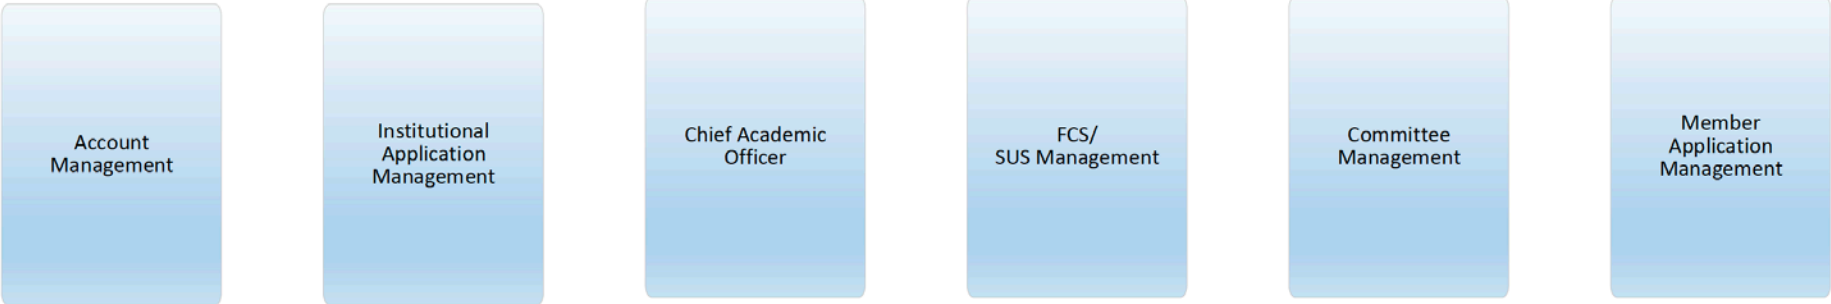 Account
Management
Institutional
Application
Management
Chief Academic
Officer
FCS/
SUS Management
Committee
Management
Member
Application
Management